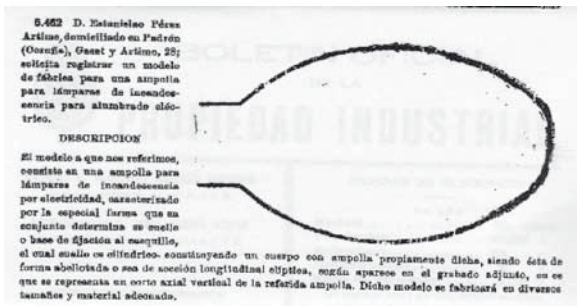 6.462 D. Estanislao Pérez
Artime, domiciliado en Padrón
(Coruña), Gasset y Artime, 28;
solicita registrar un modelo
de fábrica para una ampolla
para lámparas de incandes-
cencia para alumbrado eléc-
trico.
DESCRIPCION
El modelo a que nos referimos,
consiste en una ampolla para
lámparas de incandescencia
por electricidad, caracterizado
por la especial forma que en
conjunto determina su cuello
o base de fijación al casquillo,
el cual cuello es cilíndrico constituyendo un cuerpo con ampolla propiamente dicha, siendo ésta de
forma abellotada o sea de sección longitudinal elíptica, según aparece en el grabado adjunto, en ce
que se representa un corte axial vertical de la referida ampolla. Dicho modelo se fabricará en diversos
tamaños y material adecuado.
BOLETIN OFICIAL
DE LA
PROPIEDAD INDUSTRIAL